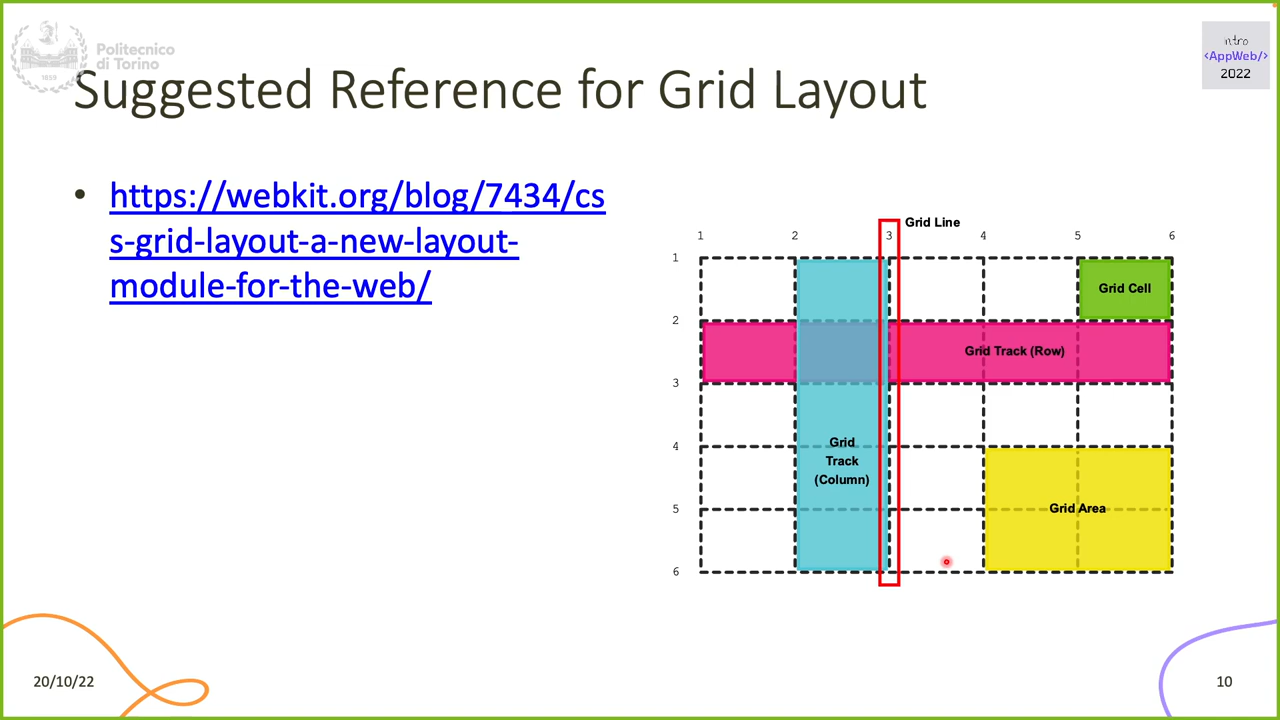 Politecnico
di Torino
1859
intro
<AppWeb/>
2022
Suggested Reference for Grid Layout
• https://webkit.org/blog/7434/cs
s-grid-layout-a-new-layout-
module-for-the-web/
Grid Line
1 2 3 4 5 6
1
Grid Cell
2
Grid Track (Row)
3
4
Grid
Track
(Column)
5
Grid Area
6
20/10/22
10